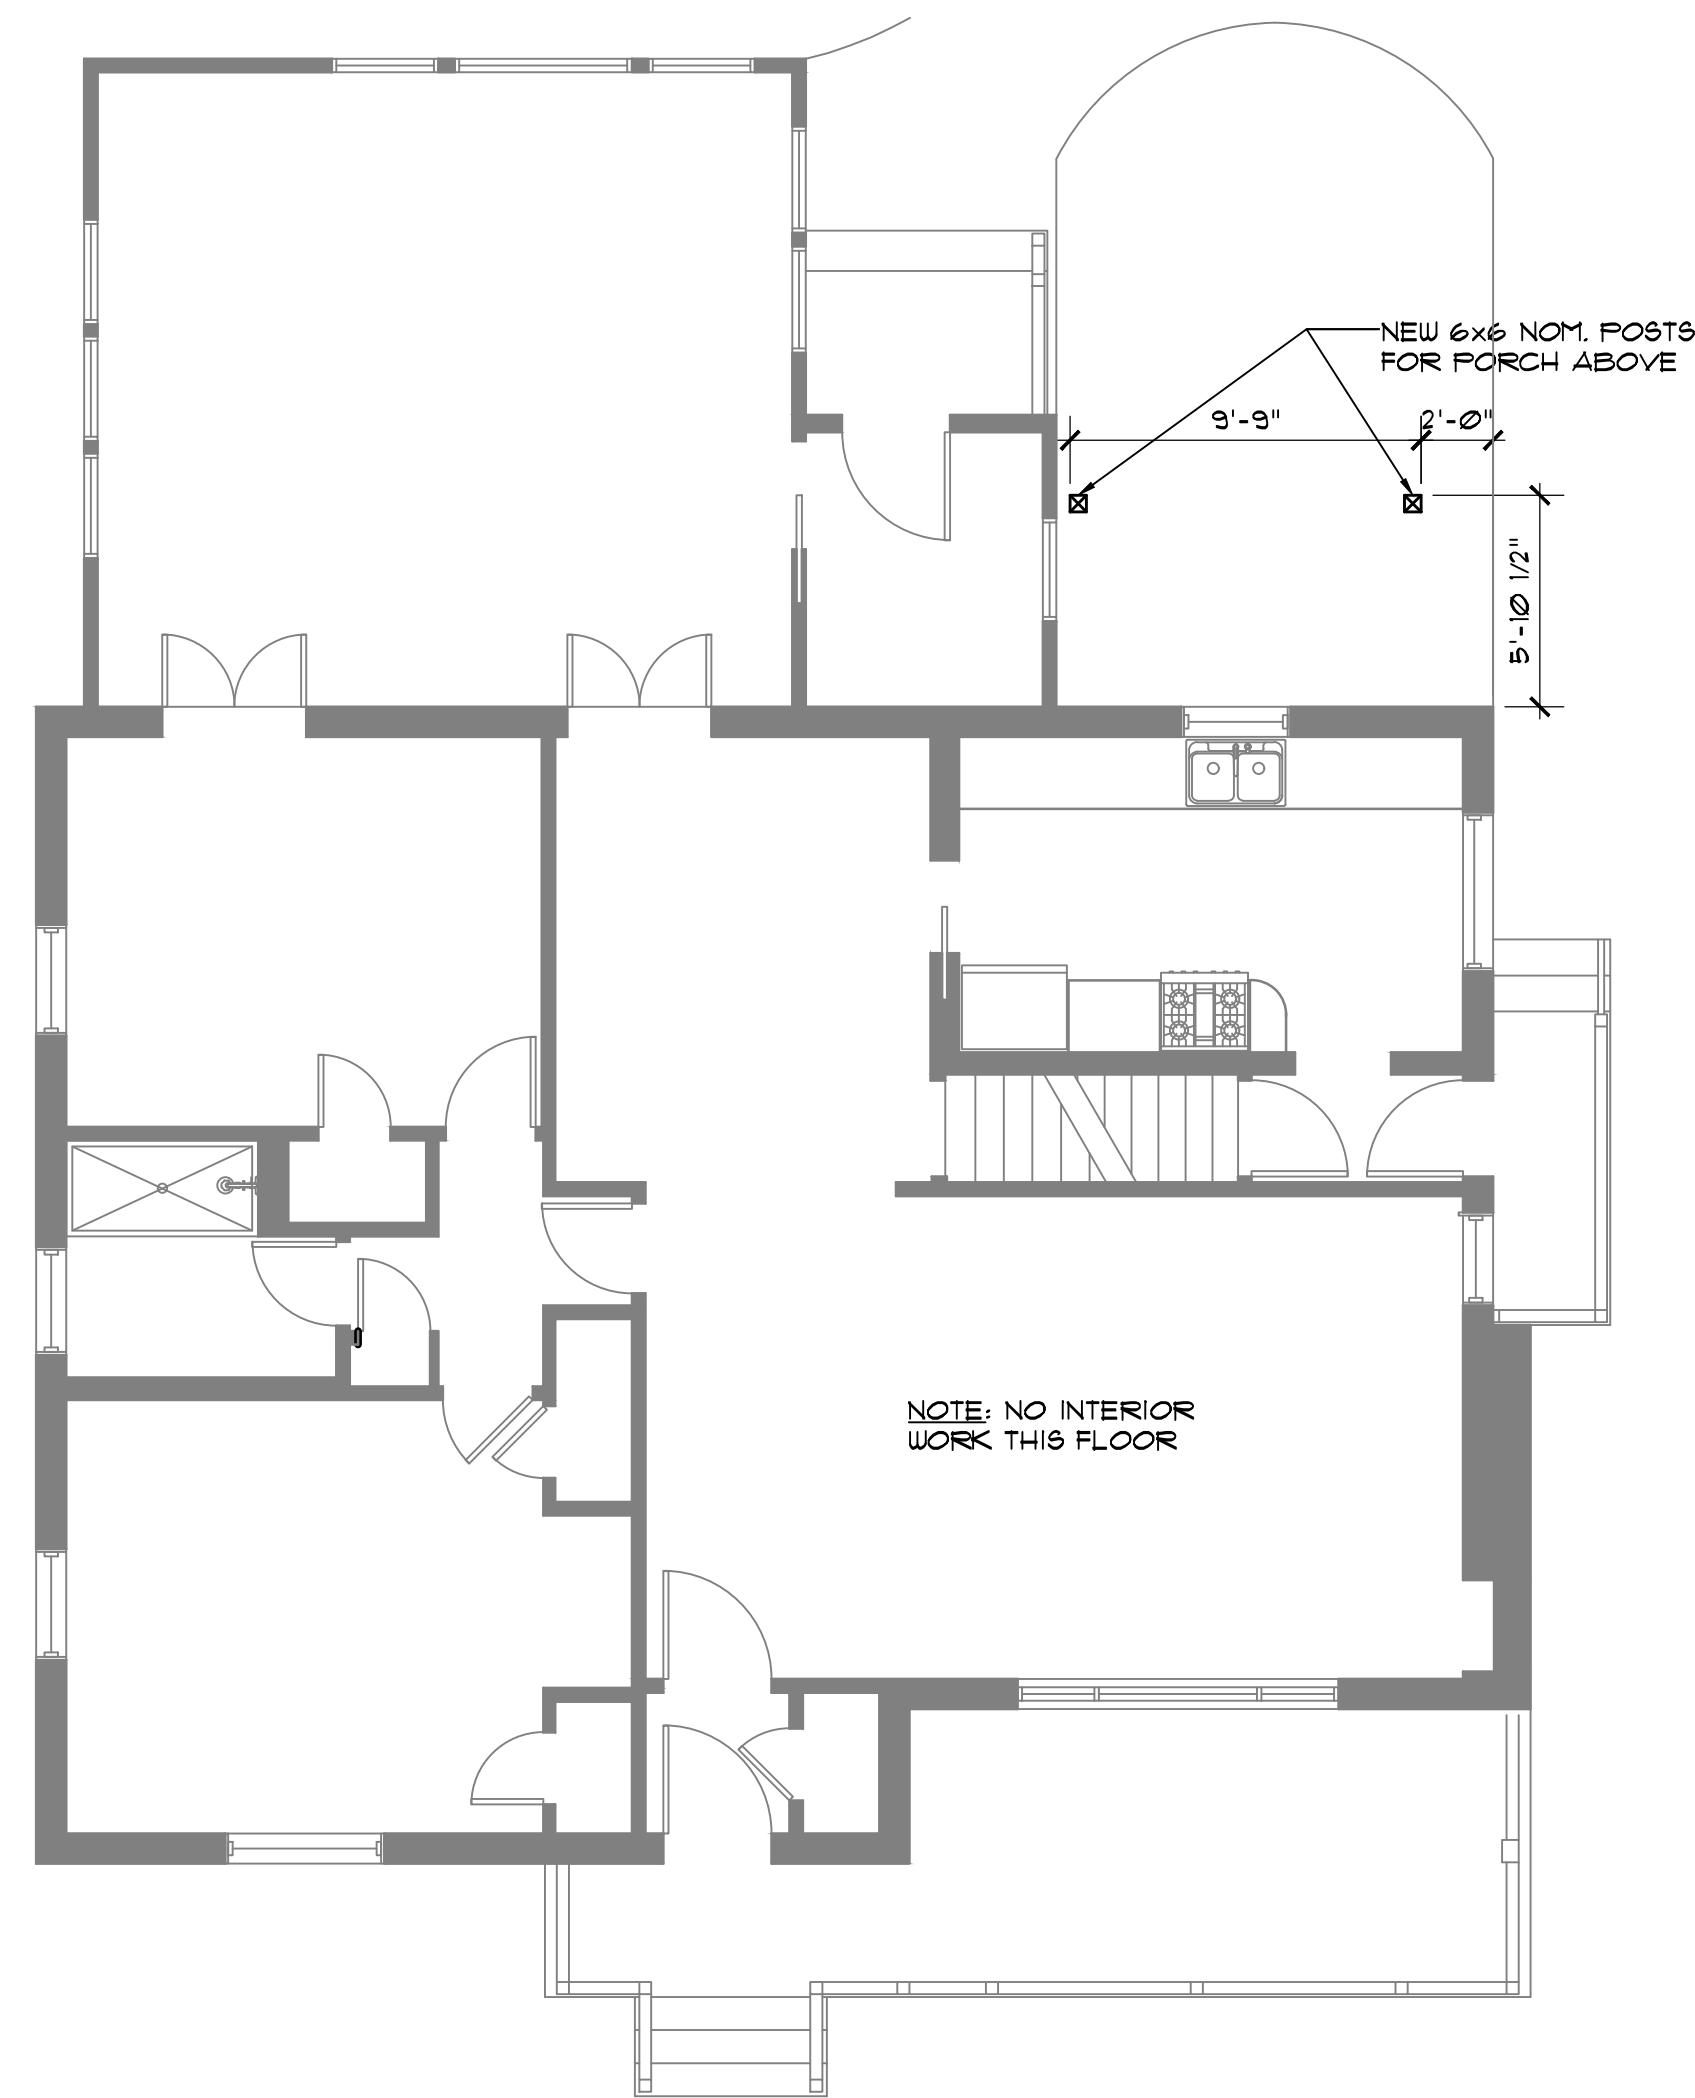 NEW 6x6 NOM. POSTS
FOR PORCH ABOVE
9'-9"
2'-0"
5'-10 1/2"
NOTE: NO INTERIOR
WORK THIS FLOOR